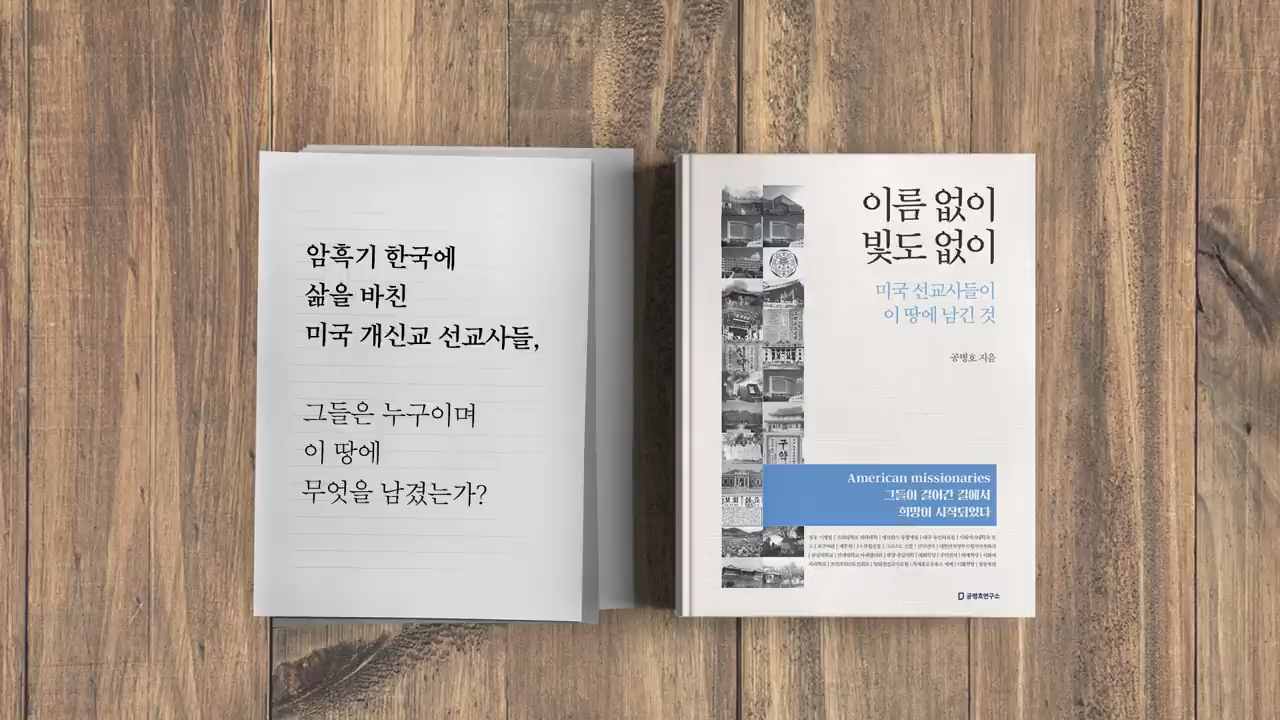 암흑기 한국에
삶을 바친
미국 개신교 선교사들,
그들은 누구이며
이 땅에
무엇을 남겼는가?
이름 없이
빛도 없이
미국 선교사들이
이 땅에 남긴 것
공병호 지음
American missionaries
그들이 걸어간 길에서
희망이 시작되었다
구약
공병호연구소